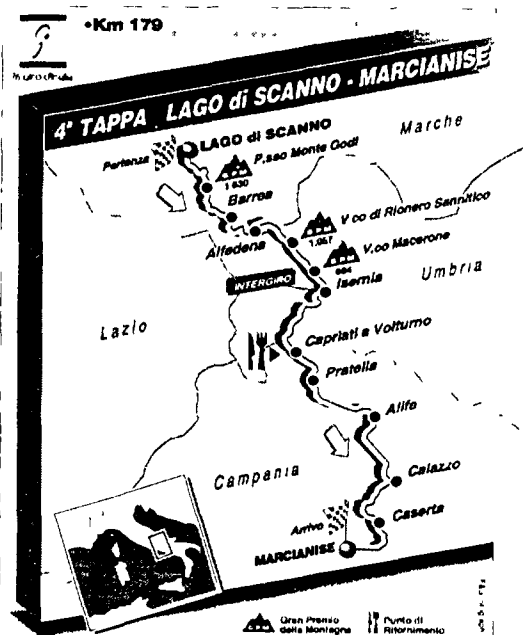 •Km 179
4ª TAPPA LAGO di SCANNO - MARCIANISE
Partenza
LAGO di SCANNO
Marche
P.sso Monte Godi
1.630
Barrea
Alfedena
V.co di Rionero Sannitico
1.057
V.co Macerone
684
INTERGIRO
Isernia
Umbria
Lazio
Capriati a Volturno
Pratella
Alife
Campania
Caiazzo
Arrivo
Caserta
MARCIANISE
Gran Premio
della Montagna
Punto di
Rifornimento